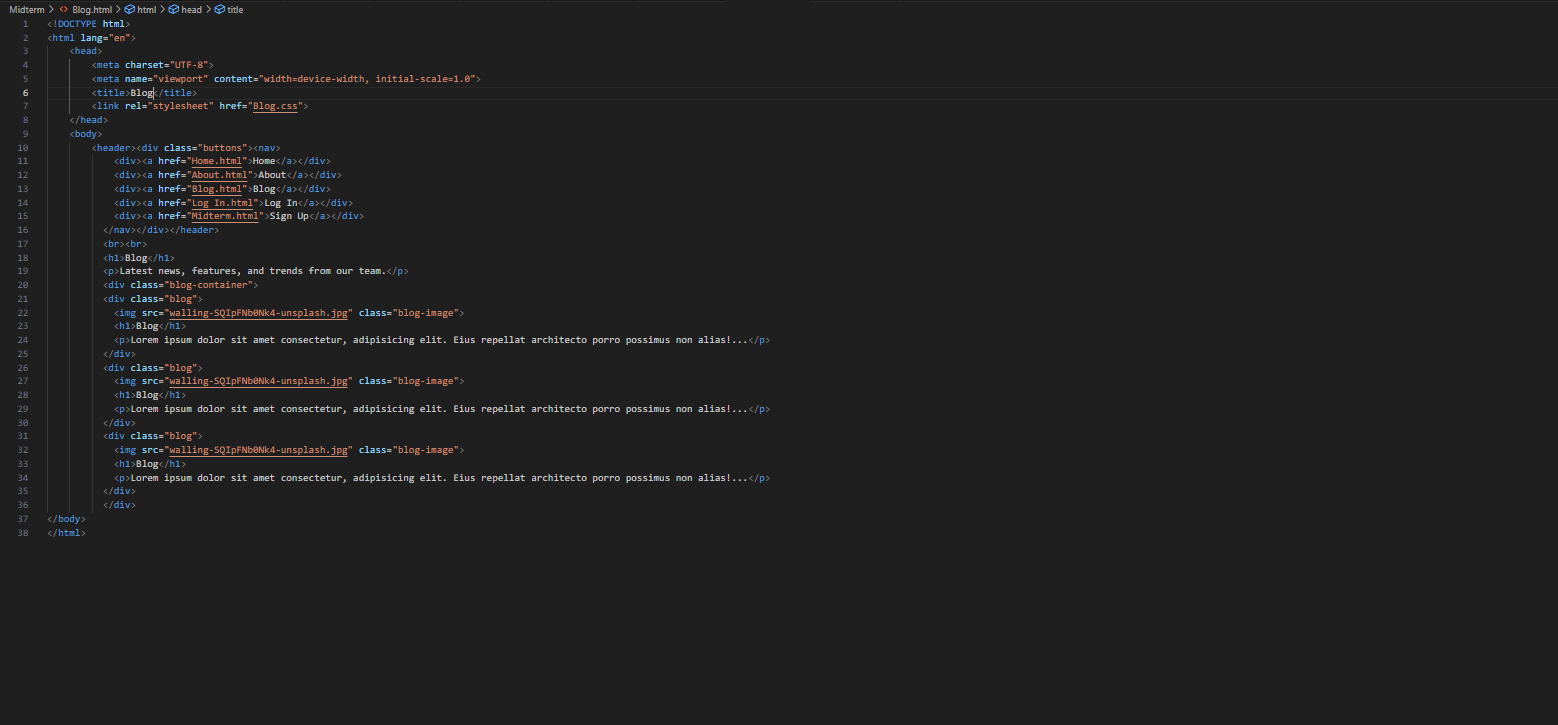 Midterm > <> Blog.html > html > head > title
1 <!DOCTYPE html>
2 <html lang="en">
3 <head>
4 <meta charset="UTF-8">
5 <meta name="viewport" content="width=device-width, initial-scale=1.0">
6 <title>Blog</title>
7 <link rel="stylesheet" href="Blog.css">
8 </head>
9 <body>
10 <header><div class="buttons"><nav>
11 <div><a href="Home.html">Home</a></div>
12 <div><a href="About.html">About</a></div>
13 <div><a href="Blog.html">Blog</a></div>
14 <div><a href="Log In.html">Log In</a></div>
15 <div><a href="Midterm.html">Sign Up</a></div>
16 </nav></div></header>
17 <br><br>
18 <h1>Blog</h1>
19 <p>Latest news, features, and trends from our team.</p>
20 <div class="blog-container">
21 <div class="blog">
22 <img src="walling-SQIpFNb0Nk4-unsplash.jpg" class="blog-image">
23 <h1>Blog</h1>
24 <p>Lorem ipsum dolor sit amet consectetur, adipisicing elit. Eius repellat architecto porro possimus non alias!...</p>
25 </div>
26 <div class="blog">
27 <img src="walling-SQIpFNb0Nk4-unsplash.jpg" class="blog-image">
28 <h1>Blog</h1>
29 <p>Lorem ipsum dolor sit amet consectetur, adipisicing elit. Eius repellat architecto porro possimus non alias!...</p>
30 </div>
31 <div class="blog">
32 <img src="walling-SQIpFNb0Nk4-unsplash.jpg" class="blog-image">
33 <h1>Blog</h1>
34 <p>Lorem ipsum dolor sit amet consectetur, adipisicing elit. Eius repellat architecto porro possimus non alias!...</p>
35 </div>
36 </div>
37 </body>
38 </html>